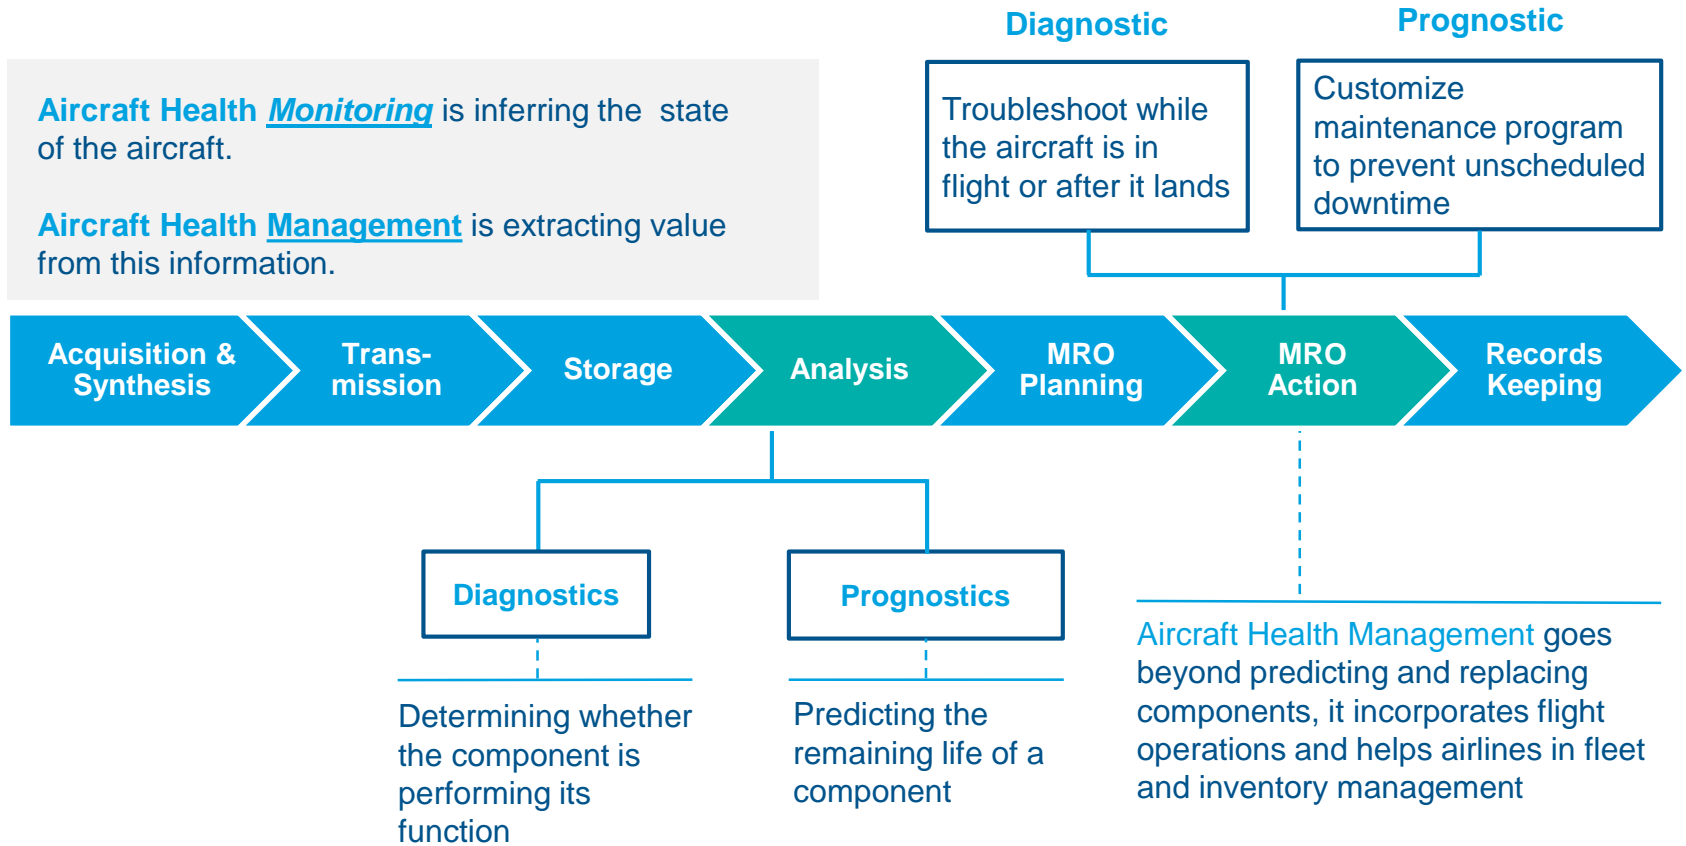 Diagnostic
Prognostic
Aircraft Health Monitoring is inferring the state
of the aircraft.
Aircraft Health Management is extracting value
from this information.
Troubleshoot while
the aircraft is in
flight or after it lands
Customize
maintenance program
to prevent unscheduled
downtime
Acquisition &
Synthesis
Trans-
mission
Storage
Analysis
MRO
Planning
MRO
Action
Records
Keeping
Diagnostics
Prognostics
Determining whether
the component is
performing its
function
Predicting the
remaining life of a
component
Aircraft Health Management goes
beyond predicting and replacing
components, it incorporates flight
operations and helps airlines in fleet
and inventory management